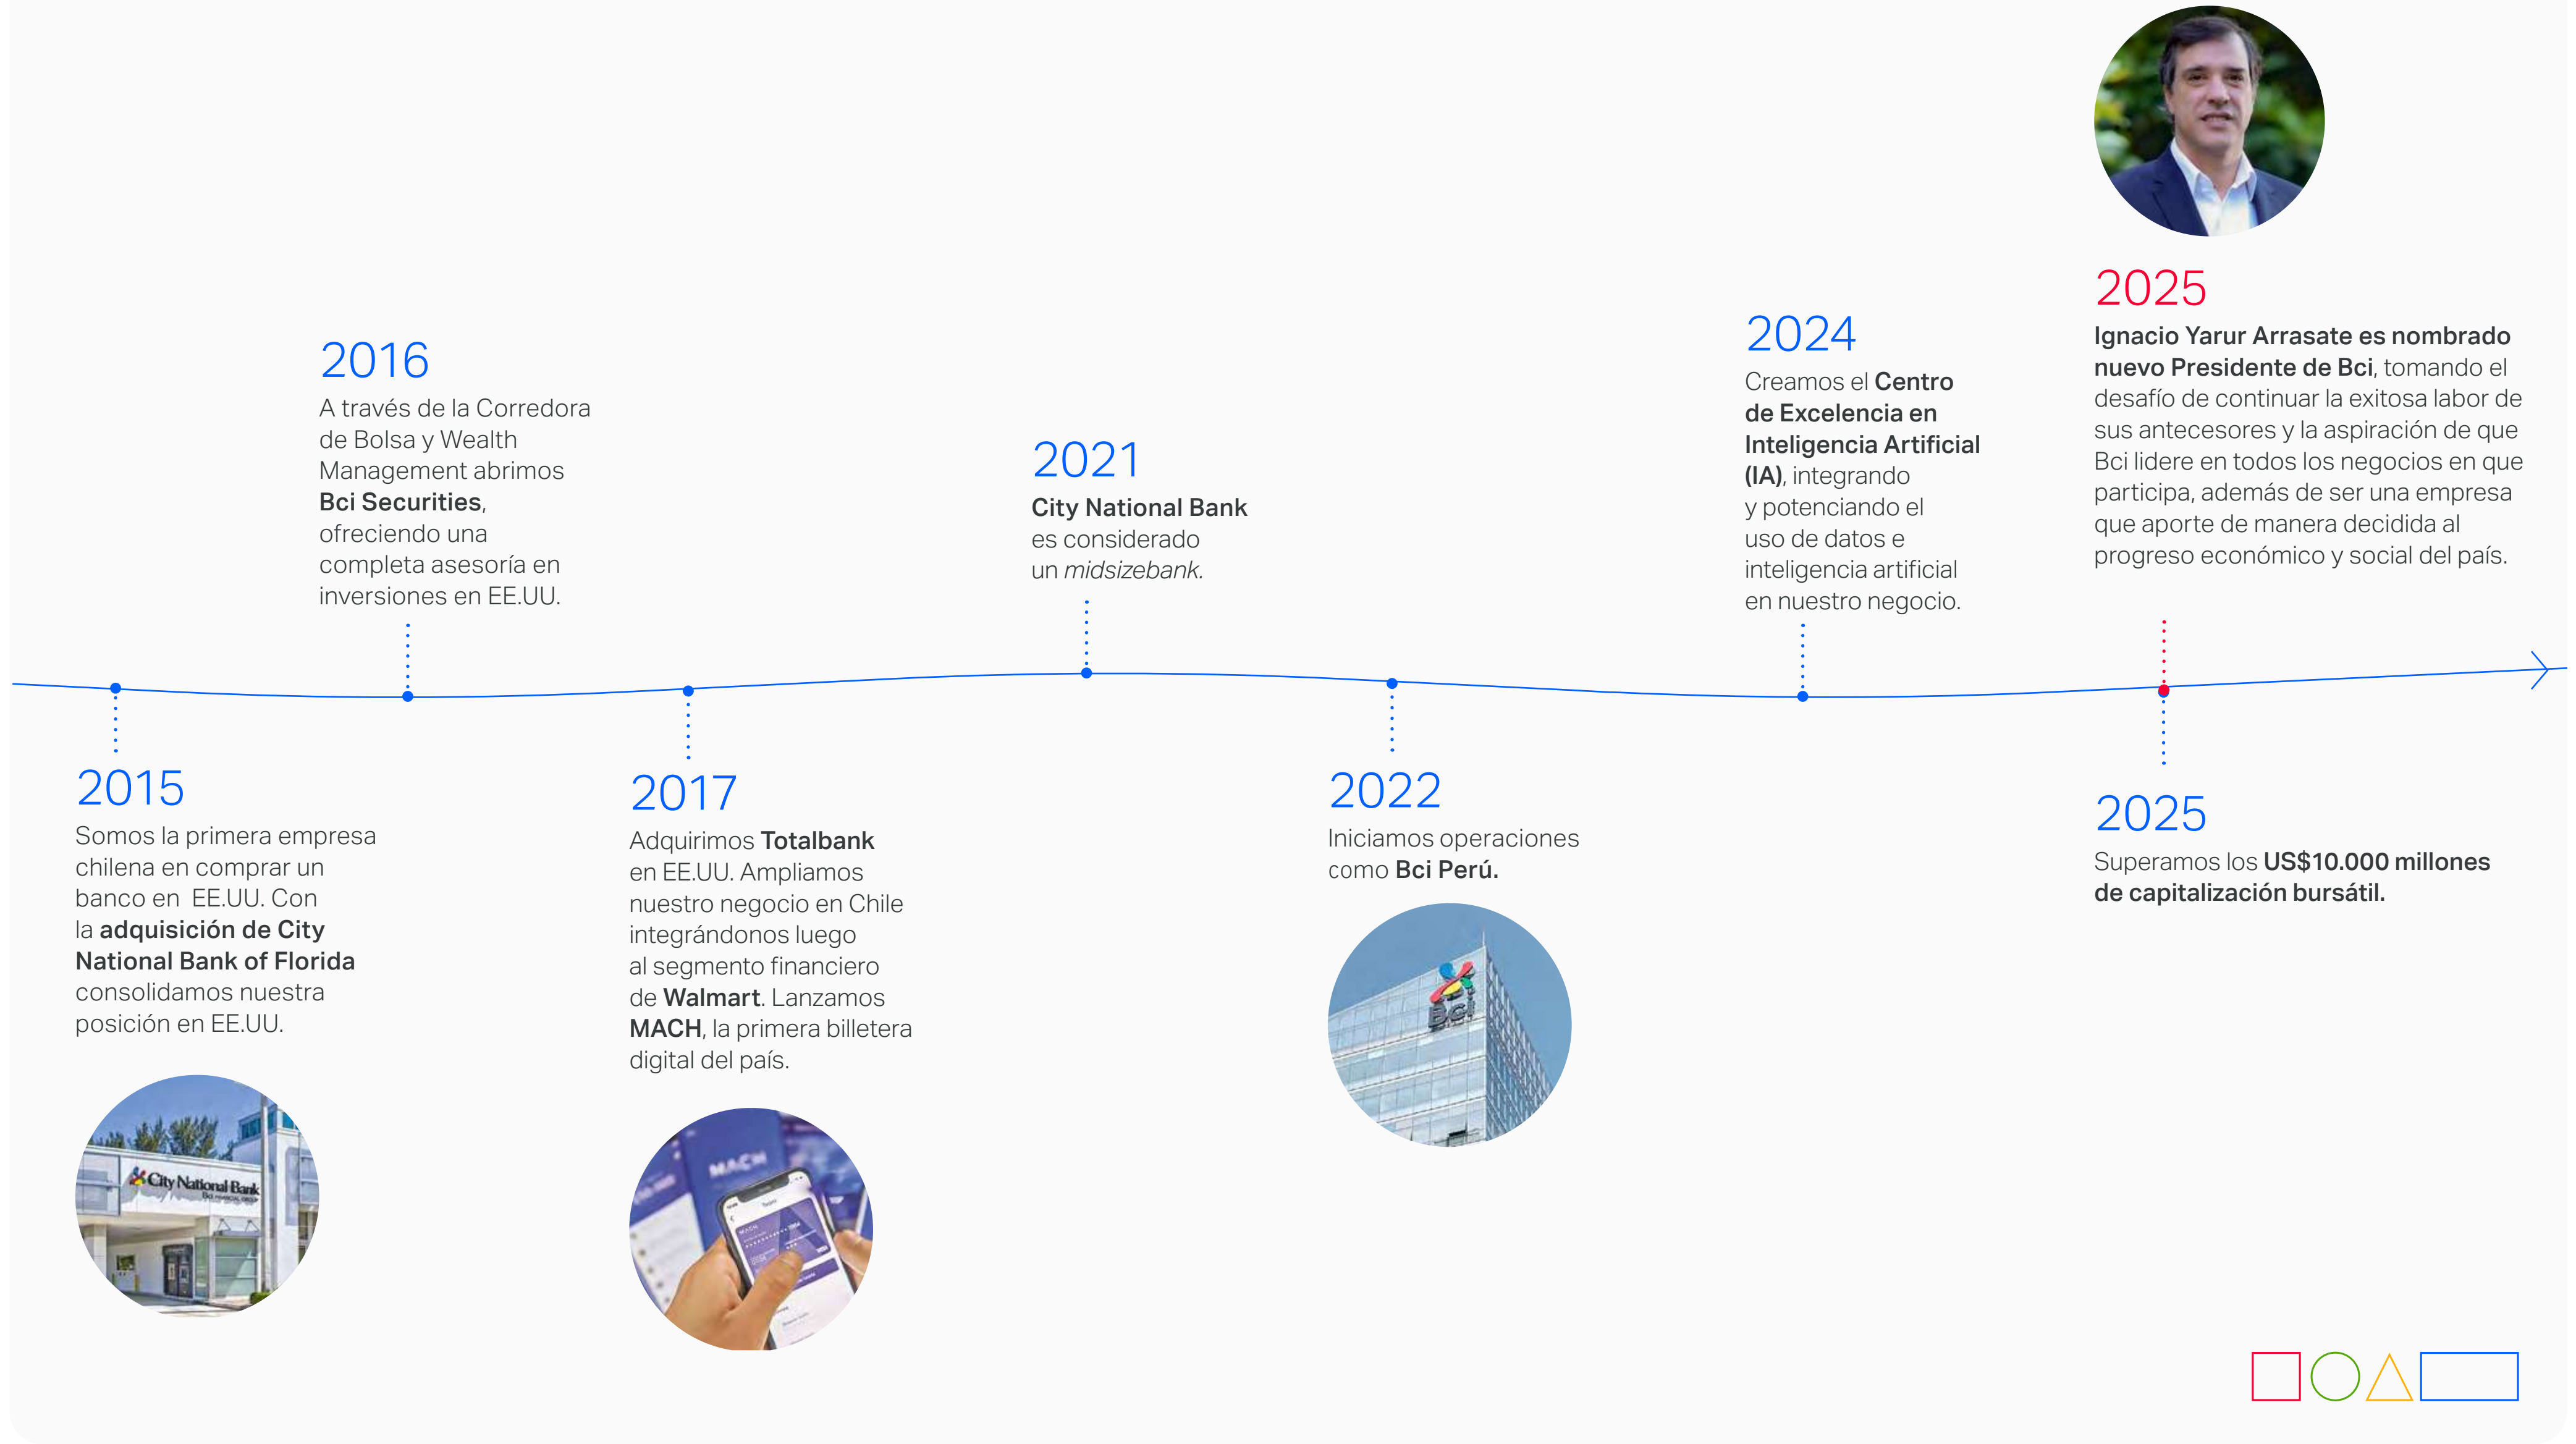 2015
Somos la primera empresa
chilena en comprar un
banco en EE.UU. Con
la adquisición de City
National Bank of Florida
consolidamos nuestra
posición en EE.UU.
City National Bank
Bci FINANCIAL GROUP
2016
A través de la Corredora
de Bolsa y Wealth
Management abrimos
Bci Securities,
ofreciendo una
completa asesoría en
inversiones en EE.UU.
2017
Adquirimos Totalbank
en EE.UU. Ampliamos
nuestro negocio en Chile
integrándonos luego
al segmento financiero
de Walmart. Lanzamos
MACH, la primera billetera
digital del país.
MACH
MACH
VISA
2021
City National Bank
es considerado
un midsizebank.
2022
Iniciamos operaciones
como Bci Perú.
Bci
2024
Creamos el Centro
de Excelencia en
Inteligencia Artificial
(IA), integrando
y potenciando el
uso de datos e
inteligencia artificial
en nuestro negocio.
2025
Ignacio Yarur Arrasate es nombrado
nuevo Presidente de Bci, tomando el
desafío de continuar la exitosa labor de
sus antecesores y la aspiración de que
Bci lidere en todos los negocios en que
participa, además de ser una empresa
que aporte de manera decidida al
progreso económico y social del país.
2025
Superamos los US$10.000 millones
de capitalización bursátil.